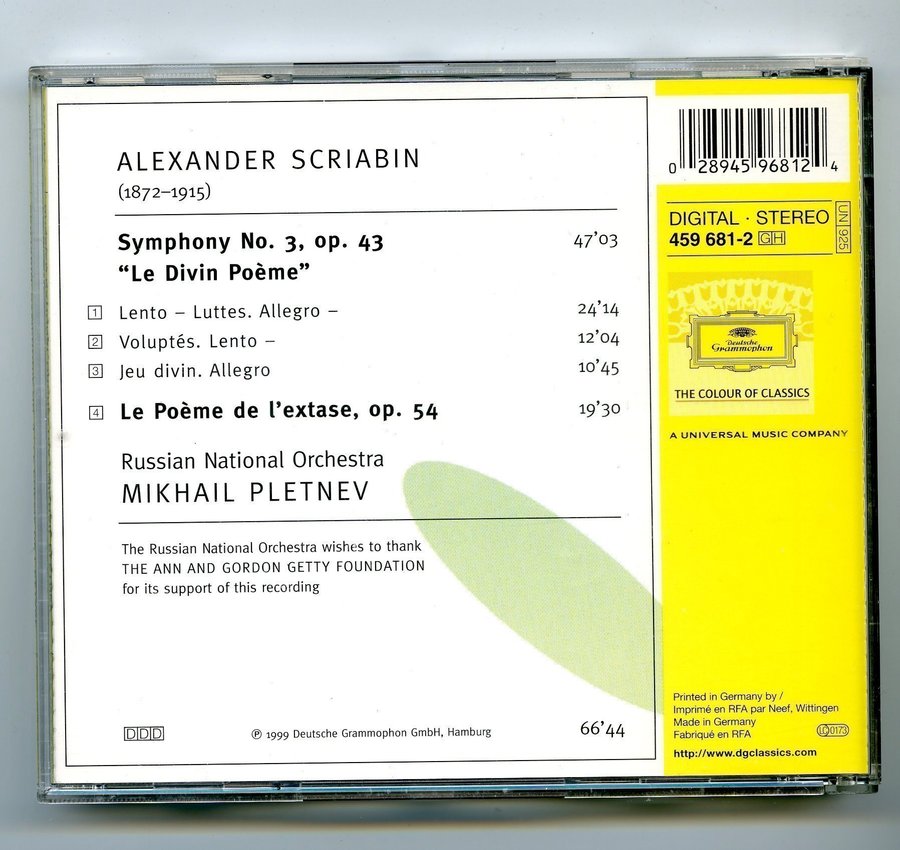 ALEXANDER SCRIABIN
(1872–1915)
Symphony No. 3, op. 43 47’03
“Le Divin Poème”
1 Lento – Luttes. Allegro – 24’14
2 Voluptés. Lento – 12’04
3 Jeu divin. Allegro 10’45
4 Le Poème de l’extase, op. 54 19’30
Russian National Orchestra
MIKHAIL PLETNEV
The Russian National Orchestra wishes to thank
THE ANN AND GORDON GETTY FOUNDATION
for its support of this recording
DDD
℗ 1999 Deutsche Grammophon GmbH, Hamburg
66’44
0 28945 96812 4
DIGITAL · STEREO
459 681-2 GH
UN 925
Deutsche
Grammophon
THE COLOUR OF CLASSICS
A UNIVERSAL MUSIC COMPANY
Printed in Germany by /
Imprimé en RFA par Neef, Wittingen
Made in Germany
Fabriqué en RFA
LC0173
http://www.dgclassics.com